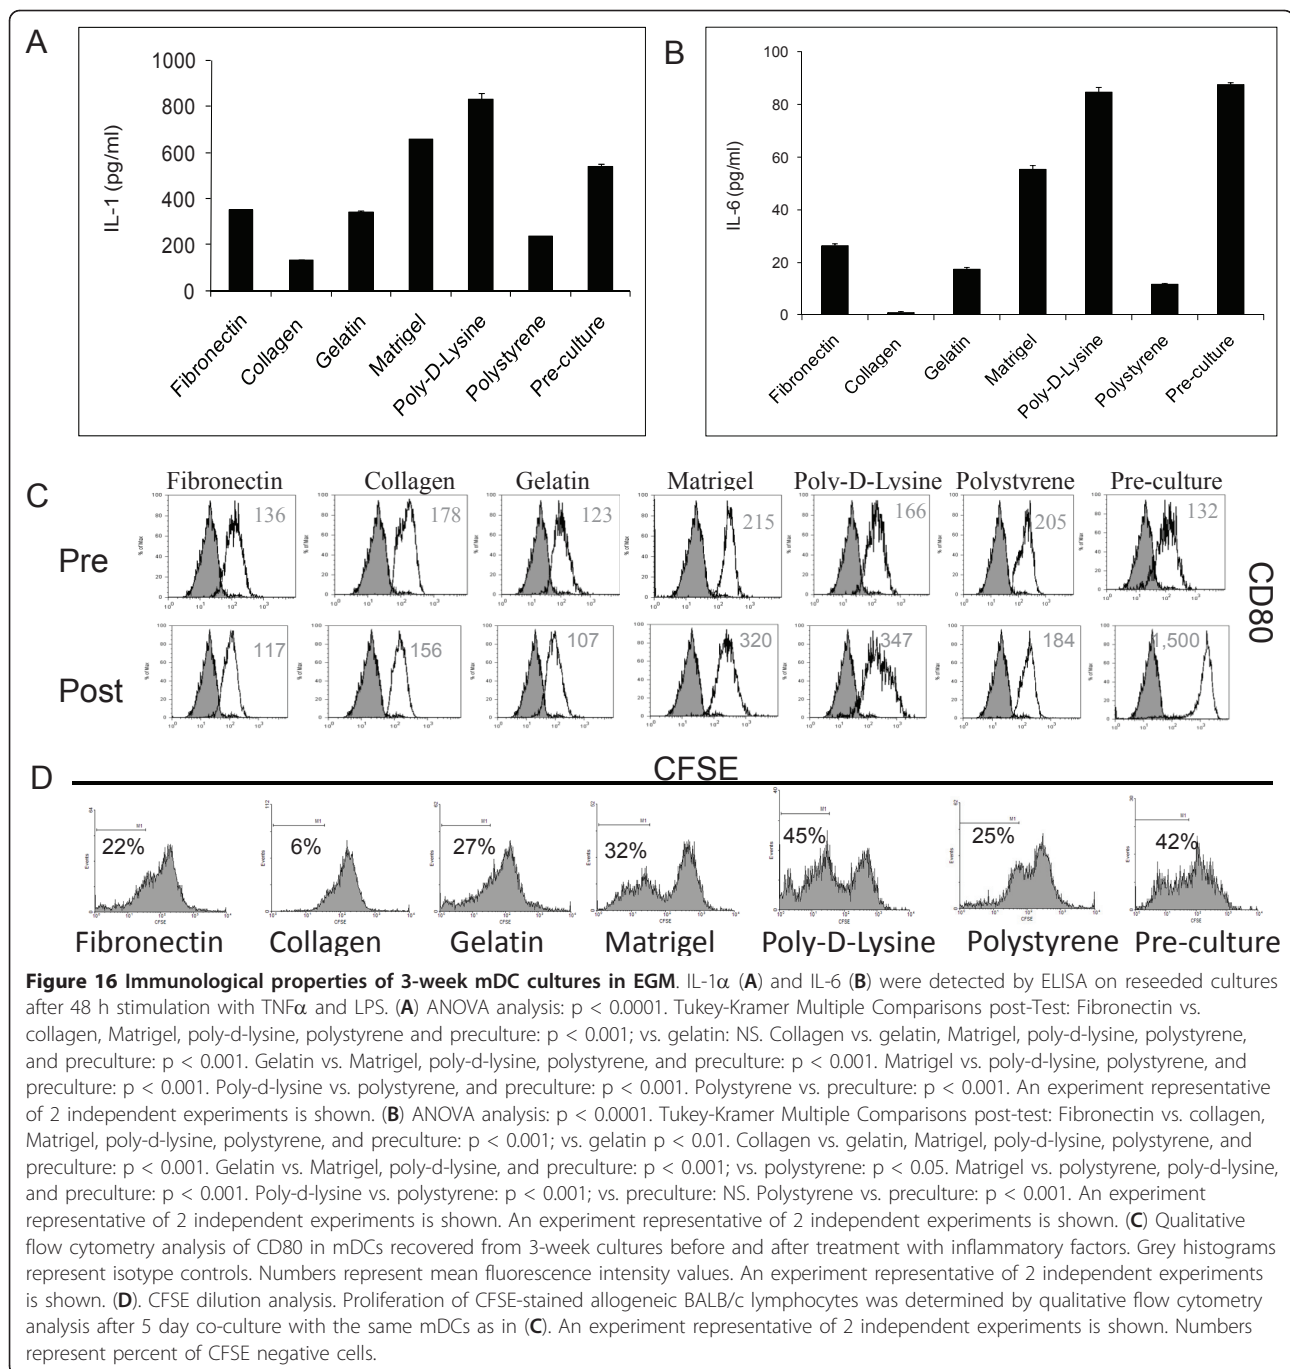 A
1000
800
600
400
200
0
IL-1 (pg/ml)
Fibronectin
Collagen
Gelatin
Matrigel
Poly-D-Lysine
Polystyrene
Pre-culture
B
100
80
60
40
20
0
IL-6 (pg/ml)
Fibronectin
Collagen
Gelatin
Matrigel
Poly-D-Lysine
Polystyrene
Pre-culture
C
Fibronectin Collagen Gelatin Matrigel Poly-D-Lysine Polystyrene Pre-culture
Pre
136 178 123 215 166 205 132
Post
117 156 107 320 347 184 1,500
CD80
CFSE
D
22% 6% 27% 32% 45% 25% 42%
Fibronectin Collagen Gelatin Matrigel Poly-D-Lysine Polystyrene Pre-culture
Figure 16 Immunological properties of 3-week mDC cultures in EGM. IL-1α (A) and IL-6 (B) were detected by ELISA on reseeded cultures
after 48 h stimulation with TNFα and LPS. (A) ANOVA analysis: p < 0.0001. Tukey-Kramer Multiple Comparisons post-Test: Fibronectin vs.
collagen, Matrigel, poly-d-lysine, polystyrene and preculture: p < 0.001; vs. gelatin: NS. Collagen vs. gelatin, Matrigel, poly-d-lysine, polystyrene,
and preculture: p < 0.001. Gelatin vs. Matrigel, poly-d-lysine, polystyrene, and preculture: p < 0.001. Matrigel vs. poly-d-lysine, polystyrene, and
preculture: p < 0.001. Poly-d-lysine vs. polystyrene, and preculture: p < 0.001. Polystyrene vs. preculture: p < 0.001. An experiment representative
of 2 independent experiments is shown. (B) ANOVA analysis: p < 0.0001. Tukey-Kramer Multiple Comparisons post-test: Fibronectin vs. collagen,
Matrigel, poly-d-lysine, polystyrene, and preculture: p < 0.001; vs. gelatin p < 0.01. Collagen vs. gelatin, Matrigel, poly-d-lysine, polystyrene, and
preculture: p < 0.001. Gelatin vs. Matrigel, poly-d-lysine, and preculture: p < 0.001; vs. polystyrene: p < 0.05. Matrigel vs. polystyrene, poly-d-lysine,
and preculture: p < 0.001. Poly-d-lysine vs. polystyrene: p < 0.001; vs. preculture: NS. Polystyrene vs. preculture: p < 0.001. An experiment
representative of 2 independent experiments is shown. An experiment representative of 2 independent experiments is shown. (C) Qualitative
flow cytometry analysis of CD80 in mDCs recovered from 3-week cultures before and after treatment with inflammatory factors. Grey histograms
represent isotype controls. Numbers represent mean fluorescence intensity values. An experiment representative of 2 independent experiments
is shown. (D). CFSE dilution analysis. Proliferation of CFSE-stained allogeneic BALB/c lymphocytes was determined by qualitative flow cytometry
analysis after 5 day co-culture with the same mDCs as in (C). An experiment representative of 2 independent experiments is shown. Numbers
represent percent of CFSE negative cells.